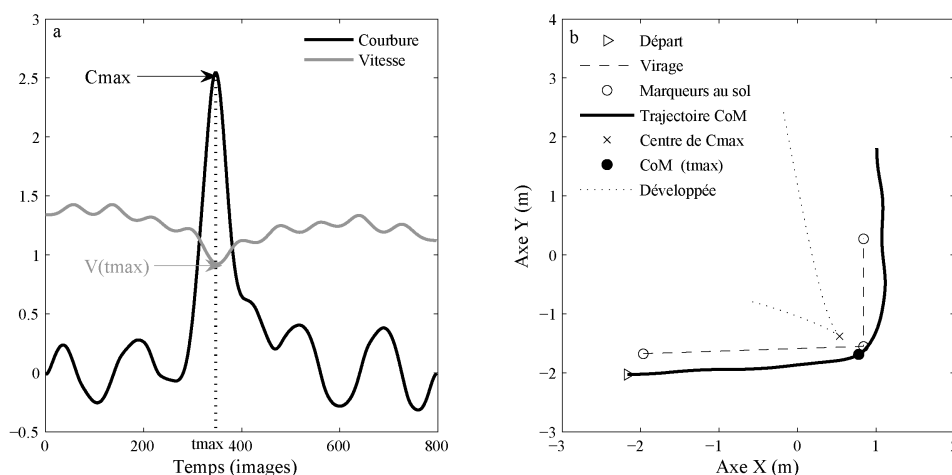 a
Courbure
Vitesse
Cmax
V(tmax)
3
2.5
2
1.5
1
0.5
0
−0.5
0
200
tmax
400
600
800
Temps (images)
b
Départ
Virage
Marqueurs au sol
Trajectoire CoM
Centre de Cmax
CoM (tmax)
Développée
Axe Y (m)
4
3
2
1
0
−1
−2
−3
−3
−2
−1
0
1
Axe X (m)